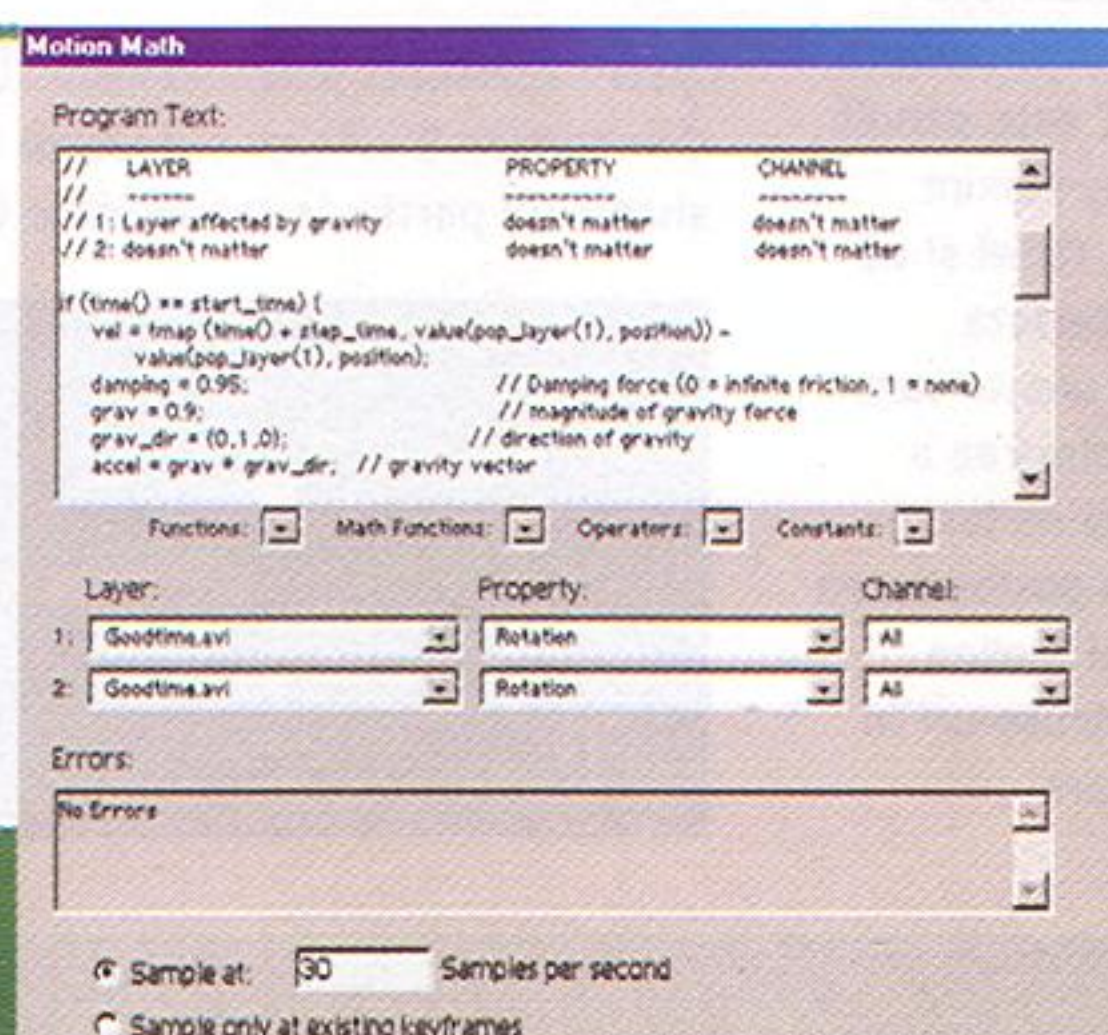 Motion Math
Program Text:
// LAYER PROPERTY CHANNEL
// ------ --------- --------
// 1: Layer affected by gravity doesn't matter doesn't matter
// 2: doesn't matter doesn't matter doesn't matter
if (time() == start_time) {
vel = tmap (time() + step_time, value(pop_layer(1), position)) -
value(pop_layer(1), position);
damping = 0.95; // Damping force (0 = infinite friction, 1 = none)
grav = 0.9; // magnitude of gravity force
grav_dir = {0,1,0}; // direction of gravity
accel = grav * grav_dir; // gravity vector
Functions: Math Functions: Operators: Constants:
Layer: Property: Channel:
1: Goodtime.avi Rotation All
2: Goodtime.avi Rotation All
Errors:
No Errors
Sample at: 30 Samples per second
Sample only at existing keyframes